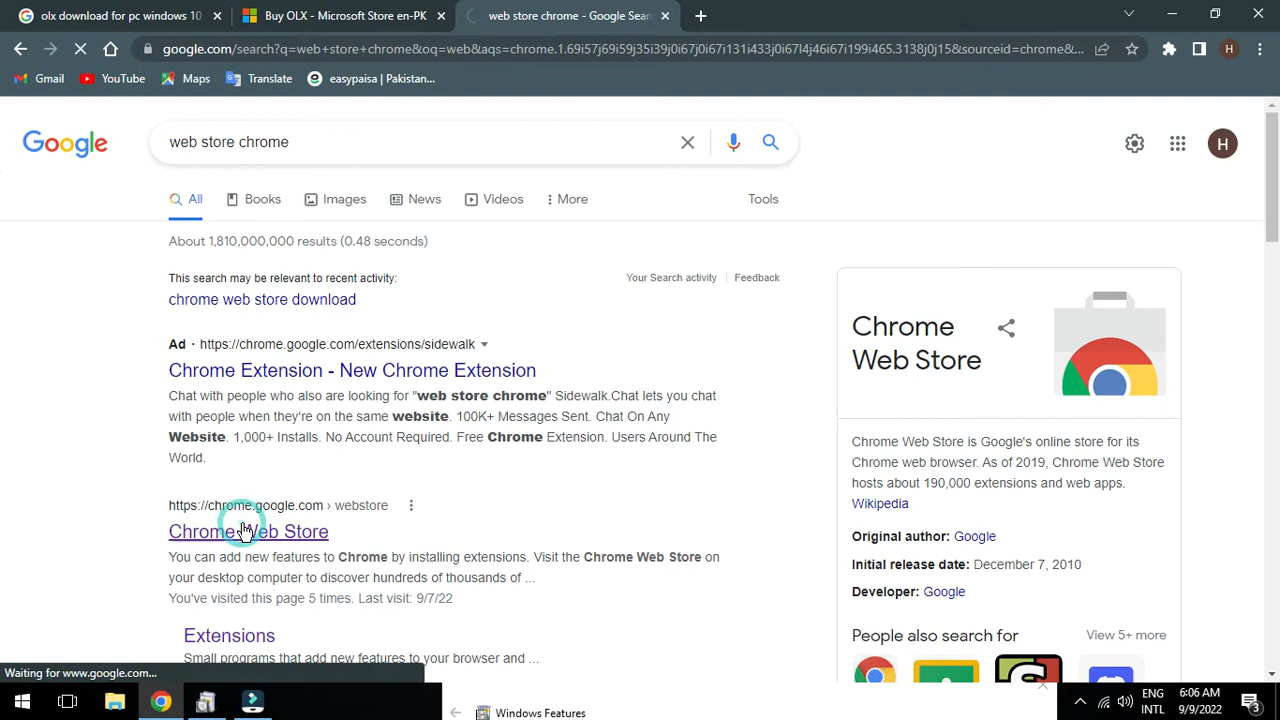 olx download for pc windows 10
Buy OLX - Microsoft Store en-PK
web store chrome - Google Sear
google.com/search?q=web+store+chrome&oq=web&aqs=chrome.1.69i57j69i59j35i39j0i67j0i67i131i433j0i67l4j46i67i199i465.3138j0j15&sourceid=chrome&...
H
Gmail
YouTube
Maps
Translate
easypaisa | Pakistan...
Google
web store chrome
H
All
Books
Images
News
Videos
More
Tools
About 1,810,000,000 results (0.48 seconds)
This search may be relevant to recent activity:
Your Search activity
Feedback
chrome web store download
Ad · https://chrome.google.com/extensions/sidewalk
Chrome Extension - New Chrome Extension
Chat with people who also are looking for "web store chrome" Sidewalk.Chat lets you chat
with people when they're on the same website. 100K+ Messages Sent. Chat On Any
Website. 1,000+ Installs. No Account Required. Free Chrome Extension. Users Around The
World.
https://chrome.google.com › webstore
Chrome Web Store
You can add new features to Chrome by installing extensions. Visit the Chrome Web Store on
your desktop computer to discover hundreds of thousands of ...
You've visited this page 5 times. Last visit: 9/7/22
Extensions
Small programs that add new features to your browser and ...
Chrome
Web Store
Chrome Web Store is Google's online store for its
Chrome web browser. As of 2019, Chrome Web Store
hosts about 190,000 extensions and web apps.
Wikipedia
Original author: Google
Initial release date: December 7, 2010
Developer: Google
People also search for
View 5+ more
Waiting for www.google.com...
Windows Features
ENG
INTL
6:06 AM
9/9/2022
3